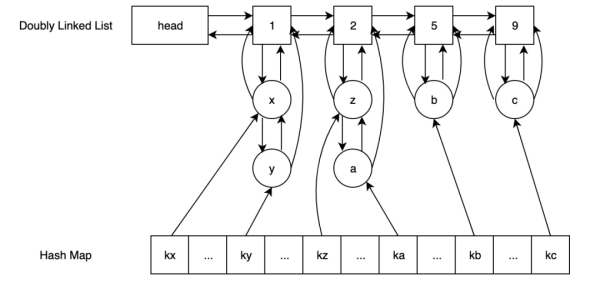 Doubly Linked List head 1 2 5 9
x z b c
y a
Hash Map kx ... ky ... kz ... ka ... kb ... kc